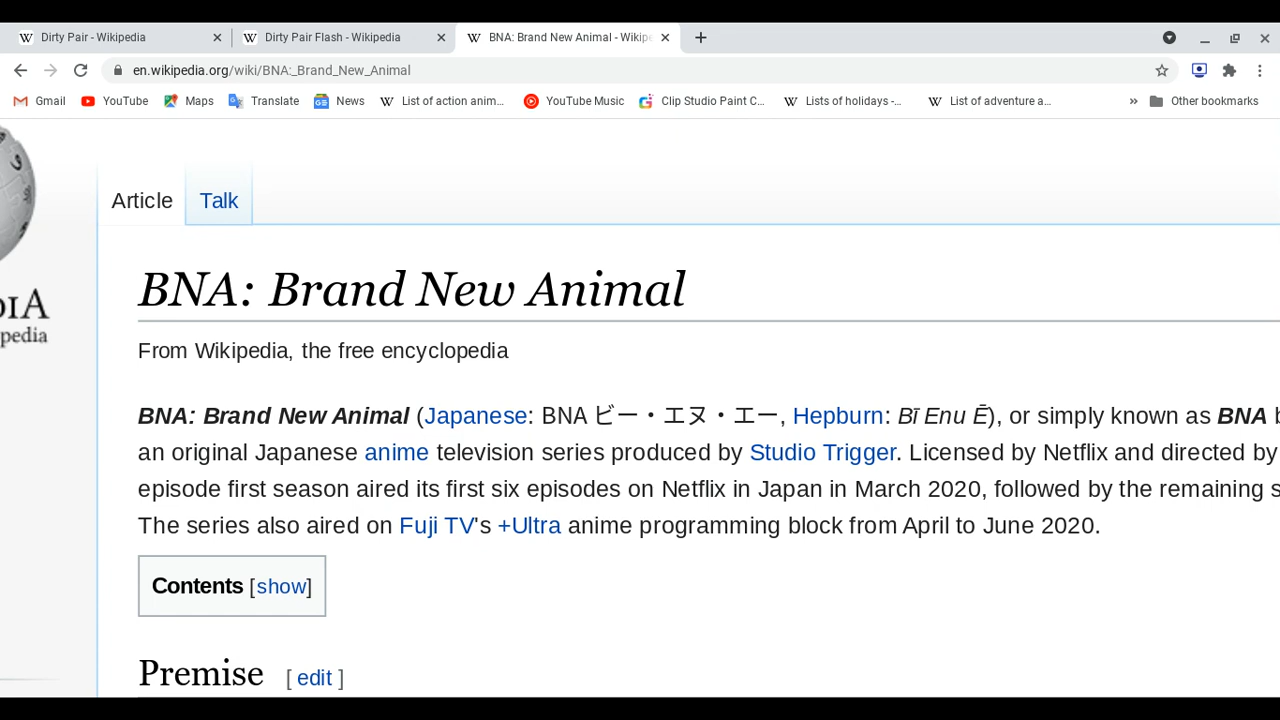 Dirty Pair - Wikipedia
Dirty Pair Flash - Wikipedia
BNA: Brand New Animal - Wikipe
en.wikipedia.org/wiki/BNA:_Brand_New_Animal
Gmail YouTube Maps Translate News List of action anim... YouTube Music Clip Studio Paint C... Lists of holidays -... List of adventure a... » Other bookmarks
Article Talk
DIA
pedia
BNA: Brand New Animal
From Wikipedia, the free encyclopedia
BNA: Brand New Animal (Japanese: BNA ビー・エヌ・エー, Hepburn: Bī Enu Ē), or simply known as BNA
an original Japanese anime television series produced by Studio Trigger. Licensed by Netflix and directed by
episode first season aired its first six episodes on Netflix in Japan in March 2020, followed by the remaining s
The series also aired on Fuji TV's +Ultra anime programming block from April to June 2020.
Contents [show]
Premise [ edit ]